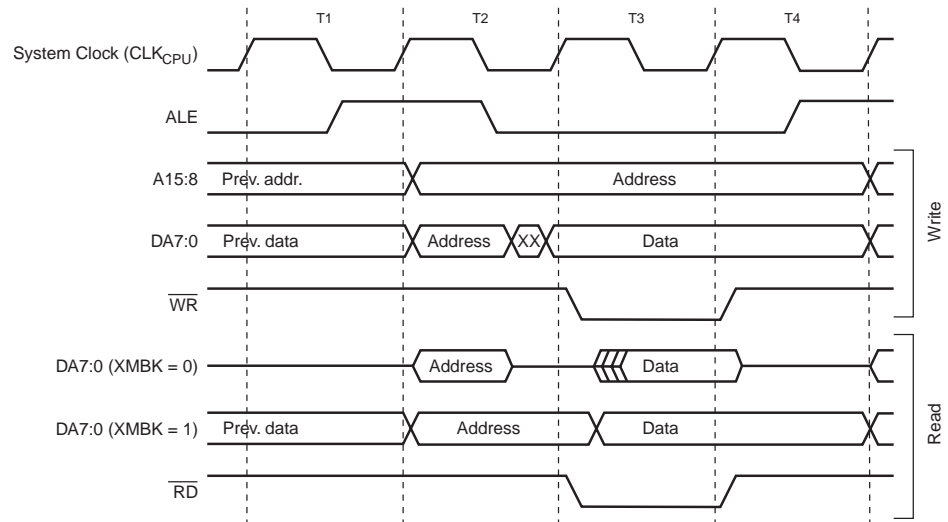 T1 T2 T3 T4
System Clock (CLKCPU)
ALE
A15:8 Prev. addr. Address
DA7:0 Prev. data Address XX Data
WR
Write
DA7:0 (XMBK = 0) Address Data
DA7:0 (XMBK = 1) Prev. data Address Data
RD
Read